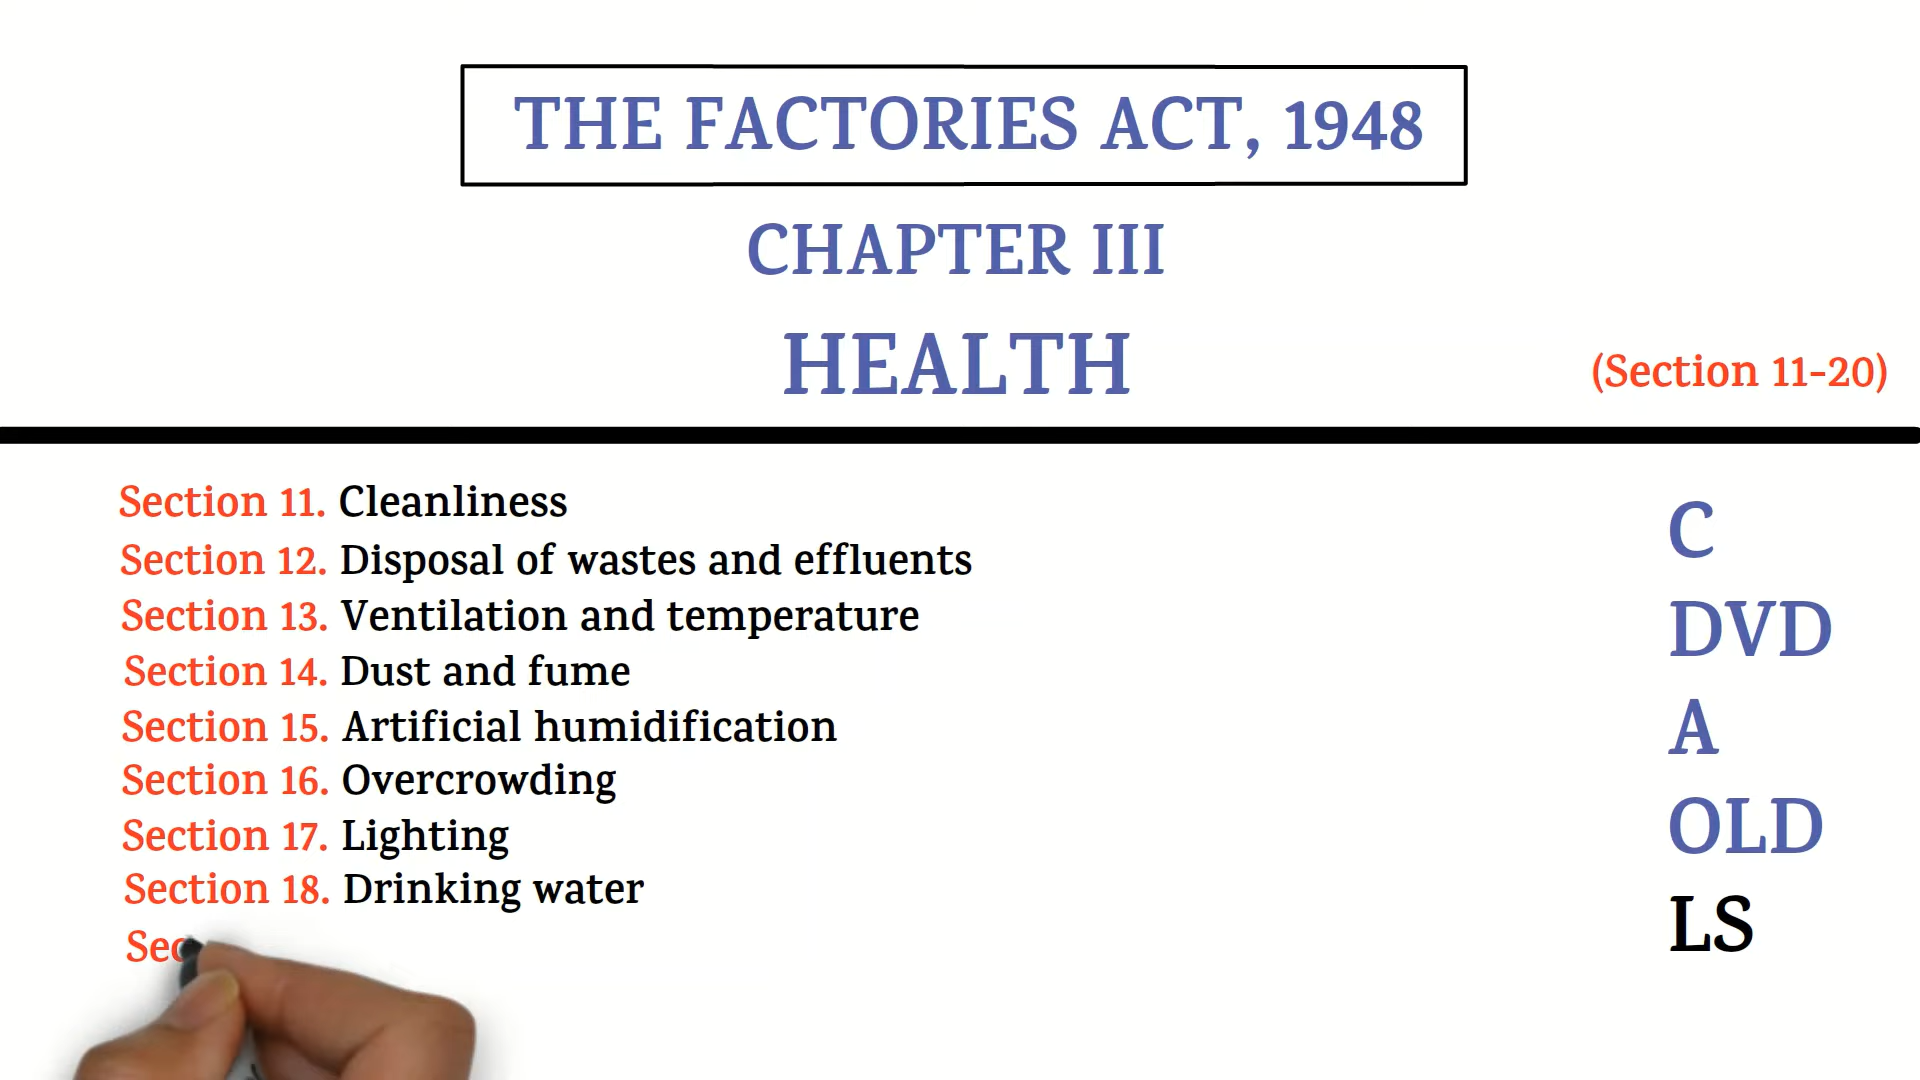 THE FACTORIES ACT, 1948
CHAPTER III
HEALTH
(Section 11-20)
Section 11. Cleanliness
Section 12. Disposal of wastes and effluents
Section 13. Ventilation and temperature
Section 14. Dust and fume
Section 15. Artificial humidification
Section 16. Overcrowding
Section 17. Lighting
Section 18. Drinking water
Sec
C
DVD
A
OLD
LS